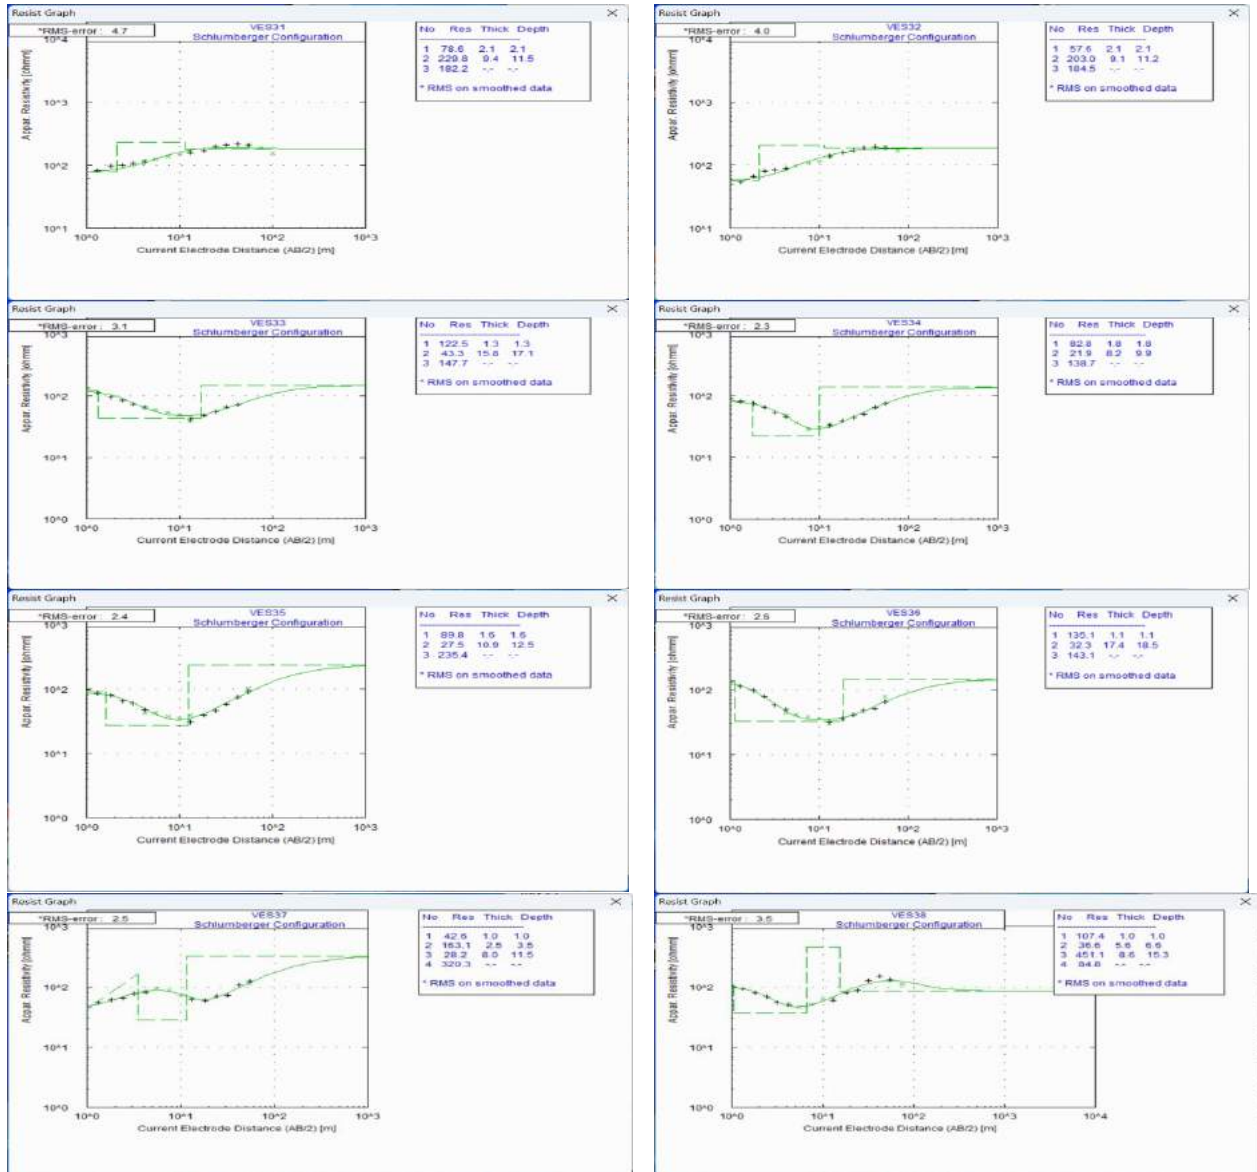 Resist Graph
*RMS-error: 4.7
VES31
Schlumberger Configuration
Appar. Resistivity [ohmm]
10^4
10^3
10^2
10^1
10^0 10^1 10^2 10^3
Current Electrode Distance (AB/2) [m]
No Res Thick Depth
1 78.6 2.1 2.1
2 229.8 9.4 11.5
3 182.2 -.- -.-
* RMS on smoothed data
Resist Graph
*RMS-error: 4.0
VES32
Schlumberger Configuration
Appar. Resistivity [ohmm]
10^4
10^3
10^2
10^1
10^0 10^1 10^2 10^3
Current Electrode Distance (AB/2) [m]
No Res Thick Depth
1 57.6 2.1 2.1
2 203.0 9.1 11.2
3 184.5 -.- -.-
* RMS on smoothed data
Resist Graph
*RMS-error: 3.1
VES33
Schlumberger Configuration
Appar. Resistivity [ohmm]
10^3
10^2
10^1
10^0
10^0 10^1 10^2 10^3
Current Electrode Distance (AB/2) [m]
No Res Thick Depth
1 122.5 1.3 1.3
2 43.3 15.8 17.1
3 147.7 -.- -.-
* RMS on smoothed data
Resist Graph
*RMS-error: 2.3
VES34
Schlumberger Configuration
Appar. Resistivity [ohmm]
10^3
10^2
10^1
10^0
10^0 10^1 10^2 10^3
Current Electrode Distance (AB/2) [m]
No Res Thick Depth
1 82.8 1.8 1.8
2 21.9 8.2 9.9
3 138.7 -.- -.-
* RMS on smoothed data
Resist Graph
*RMS-error: 2.4
VES35
Schlumberger Configuration
Appar. Resistivity [ohmm]
10^3
10^2
10^1
10^0
10^0 10^1 10^2 10^3
Current Electrode Distance (AB/2) [m]
No Res Thick Depth
1 89.8 1.6 1.6
2 27.5 10.9 12.5
3 235.4 -.- -.-
* RMS on smoothed data
Resist Graph
*RMS-error: 2.6
VES36
Schlumberger Configuration
Appar. Resistivity [ohmm]
10^3
10^2
10^1
10^0
10^0 10^1 10^2 10^3
Current Electrode Distance (AB/2) [m]
No Res Thick Depth
1 135.1 1.1 1.1
2 32.3 17.4 18.5
3 143.1 -.- -.-
* RMS on smoothed data
Resist Graph
*RMS-error: 2.5
VES37
Schlumberger Configuration
Appar. Resistivity [ohmm]
10^3
10^2
10^1
10^0
10^0 10^1 10^2 10^3
Current Electrode Distance (AB/2) [m]
No Res Thick Depth
1 42.6 1.0 1.0
2 163.1 2.5 3.5
3 28.2 8.0 11.5
4 320.3 -.- -.-
* RMS on smoothed data
Resist Graph
*RMS-error: 3.5
VES38
Schlumberger Configuration
Appar. Resistivity [ohmm]
10^3
10^2
10^1
10^0
10^0 10^1 10^2 10^3 10^4
Current Electrode Distance (AB/2) [m]
No Res Thick Depth
1 107.4 1.0 1.0
2 36.6 5.6 6.6
3 451.1 8.6 15.3
4 84.8 -.- -.-
* RMS on smoothed data